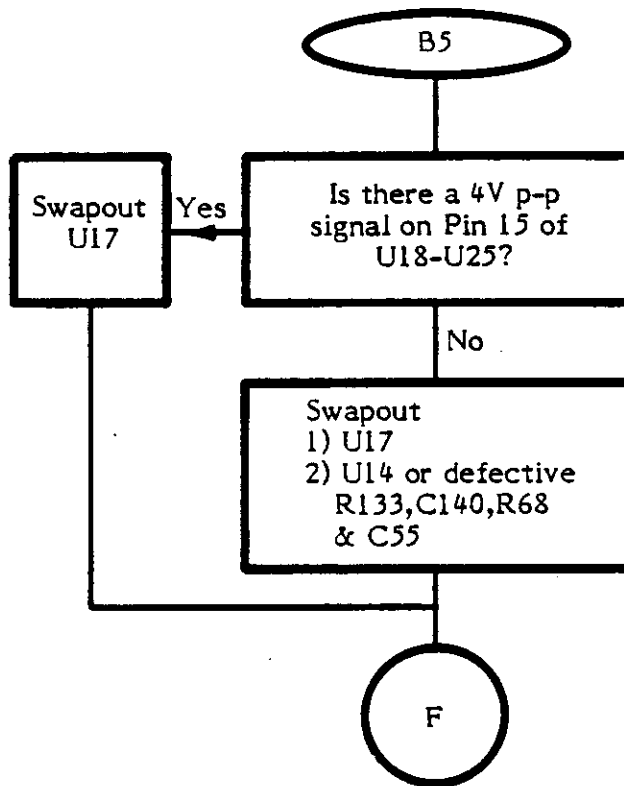 B5
Is there a 4V p-p
signal on Pin 15 of
U18-U25?
Yes
Swapout
U17
No
Swapout
1) U17
2) U14 or defective
R133,C140,R68
& C55
F